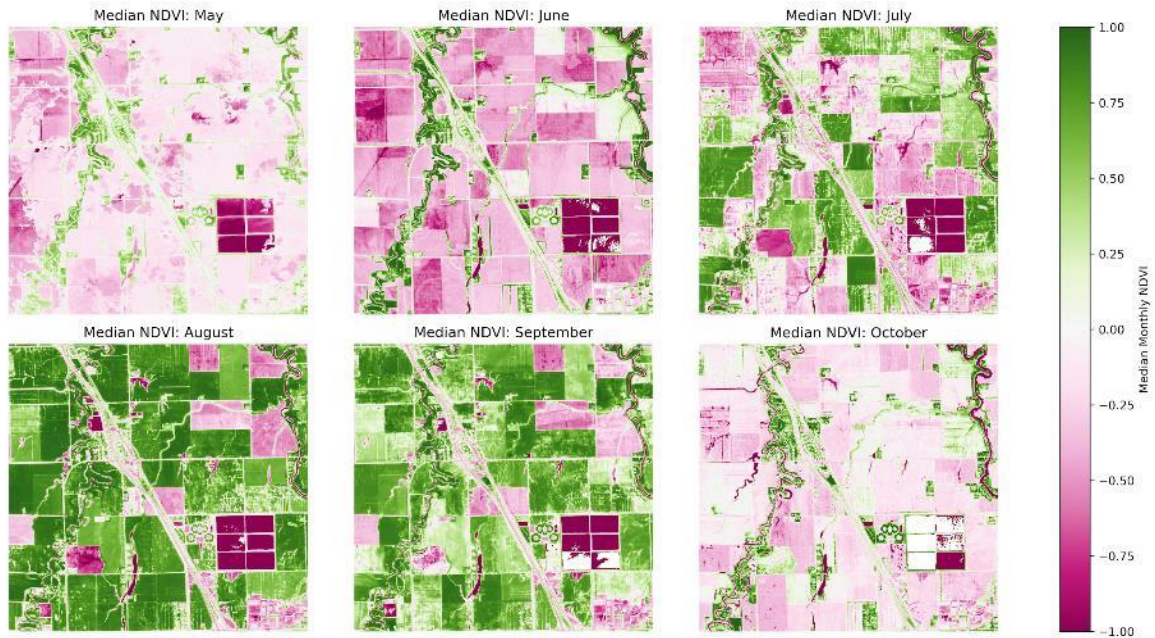 Median NDVI: May
Median NDVI: June
Median NDVI: July
Median NDVI: August
Median NDVI: September
Median NDVI: October
1.00
0.75
0.50
0.25
0.00
−0.25
−0.50
−0.75
−1.00
Median Monthly NDVI